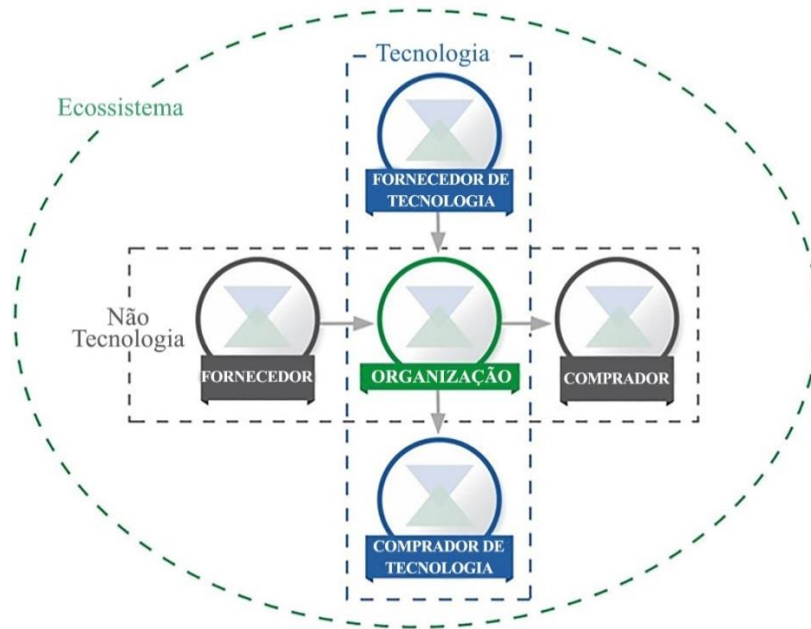 Tecnologia
Ecossistema
FORNECEDOR DE
TECNOLOGIA
Não
Tecnologia
FORNECEDOR
ORGANIZAÇÃO
COMPRADOR
COMPRADOR DE
TECNOLOGIA